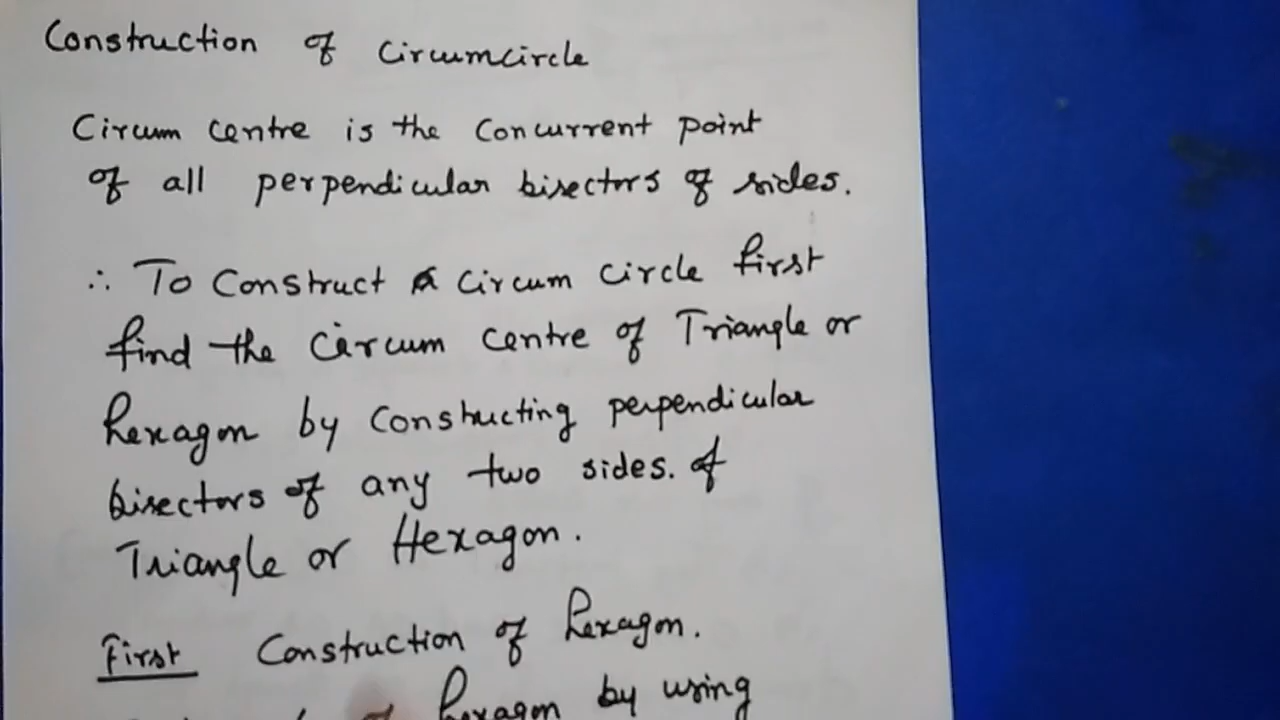 Construction of Circumcircle
Circum centre is the concurrent point
of all perpendicular bisectors of sides.
∴ To Construct a circum circle first
find the circum centre of Triangle or
hexagon by constructing perpendicular
bisectors of any two sides. of
Triangle or Hexagon.
First Construction of hexagon.
of hexagon by using